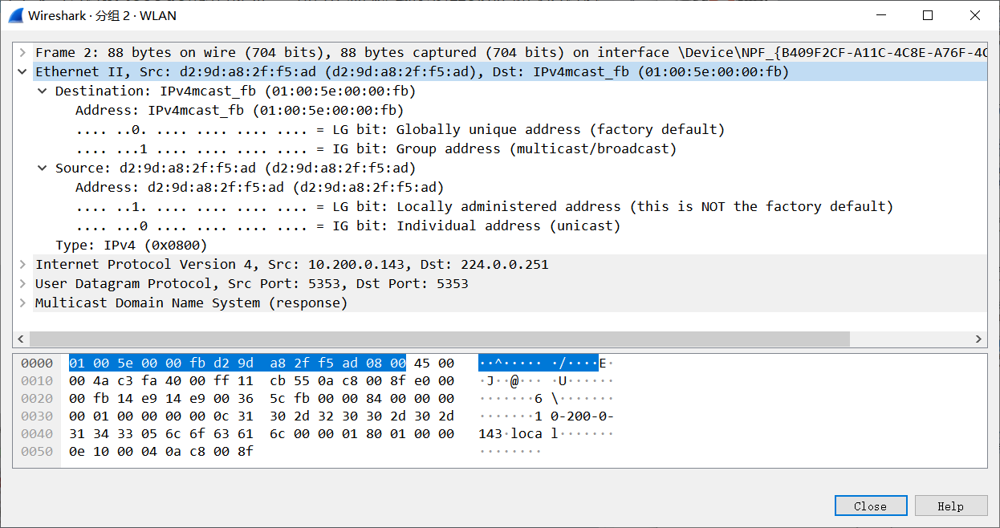 Wireshark · 分组 2 · WLAN
Frame 2: 88 bytes on wire (704 bits), 88 bytes captured (704 bits) on interface \Device\NPF_{B409F2CF-A11C-4C8E-A76F-4C
Ethernet II, Src: d2:9d:a8:2f:f5:ad (d2:9d:a8:2f:f5:ad), Dst: IPv4mcast_fb (01:00:5e:00:00:fb)
Destination: IPv4mcast_fb (01:00:5e:00:00:fb)
Address: IPv4mcast_fb (01:00:5e:00:00:fb)
.... ..0. .... .... .... .... = LG bit: Globally unique address (factory default)
.... ...1 .... .... .... .... = IG bit: Group address (multicast/broadcast)
Source: d2:9d:a8:2f:f5:ad (d2:9d:a8:2f:f5:ad)
Address: d2:9d:a8:2f:f5:ad (d2:9d:a8:2f:f5:ad)
.... ..1. .... .... .... .... = LG bit: Locally administered address (this is NOT the factory default)
.... ...0 .... .... .... .... = IG bit: Individual address (unicast)
Type: IPv4 (0x0800)
Internet Protocol Version 4, Src: 10.200.0.143, Dst: 224.0.0.251
User Datagram Protocol, Src Port: 5353, Dst Port: 5353
Multicast Domain Name System (response)
0000 01 00 5e 00 00 fb d2 9d a8 2f f5 ad 08 00 45 00 ··^····· ·/····E·
0010 00 4a c3 fa 40 00 ff 11 cb 55 0a c8 00 8f e0 00 ·J··@··· ·U······
0020 00 fb 14 e9 14 e9 00 36 5c fb 00 00 84 00 00 00 ·······6 \·······
0030 00 01 00 00 00 00 0c 31 30 2d 32 30 30 2d 30 2d ·······1 0-200-0-
0040 31 34 33 05 6c 6f 63 61 6c 00 00 01 80 01 00 00 143·loca l·······
0050 0e 10 00 04 0a c8 00 8f ········
Close Help